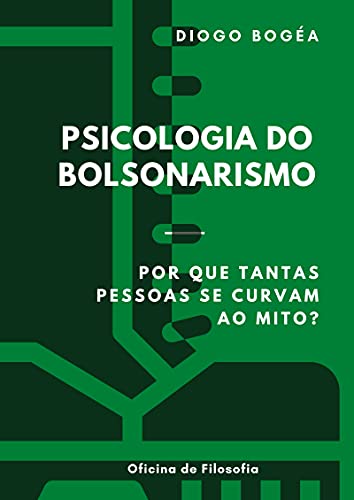 DIOGO BOGÉA
PSICOLOGIA DO
BOLSONARISMO
POR QUE TANTAS
PESSOAS SE CURVAM
AO MITO?
Oficina de Filosofia